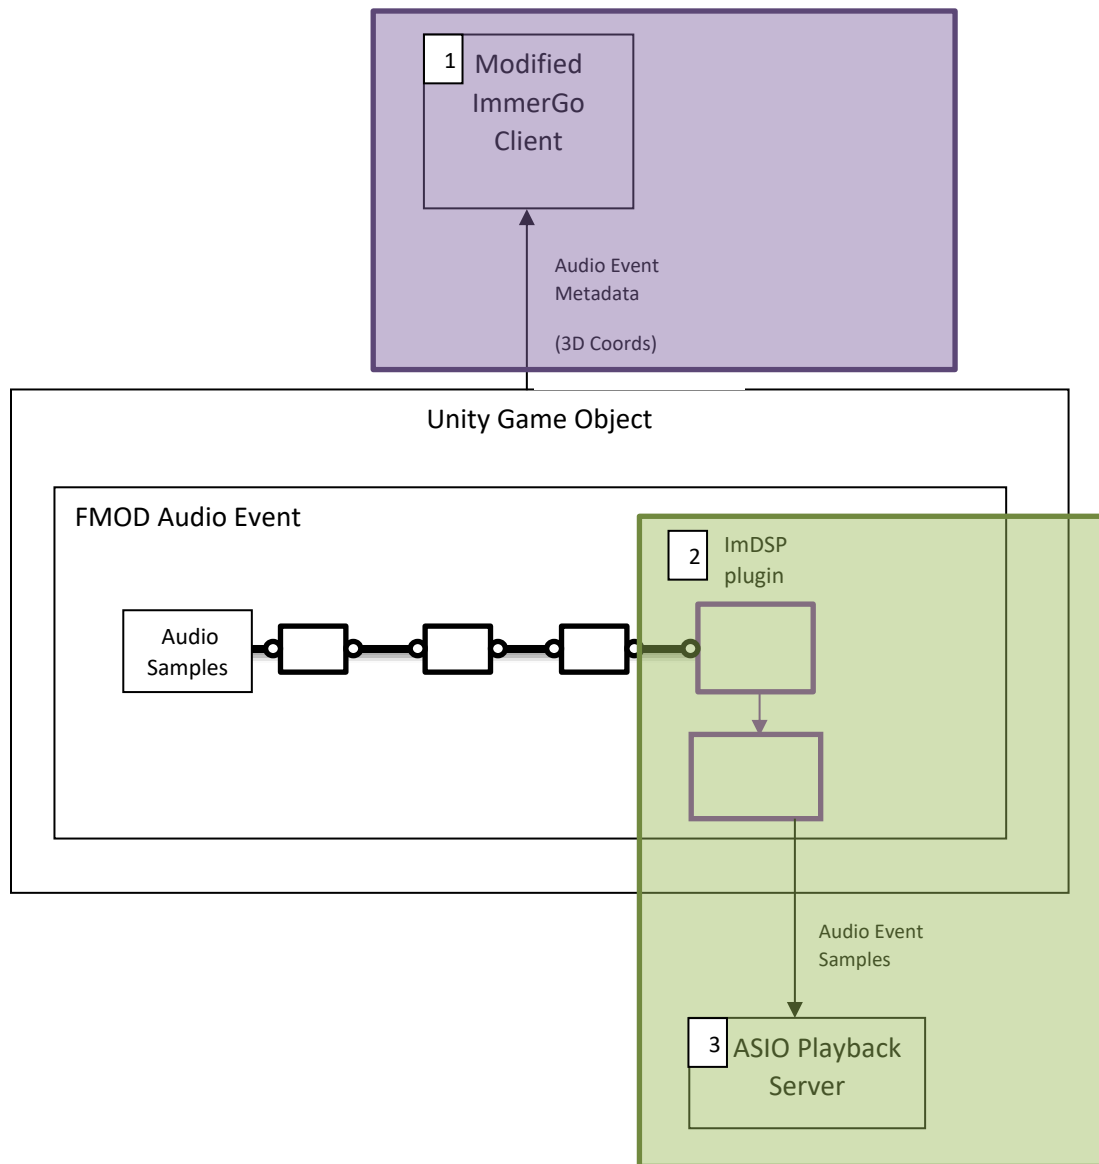 1
Modified
ImmerGo
Client
Audio Event
Metadata
(3D Coords)
Unity Game Object
FMOD Audio Event
2
ImDSP
plugin
Audio
Samples
Audio Event
Samples
3
ASIO Playback
Server